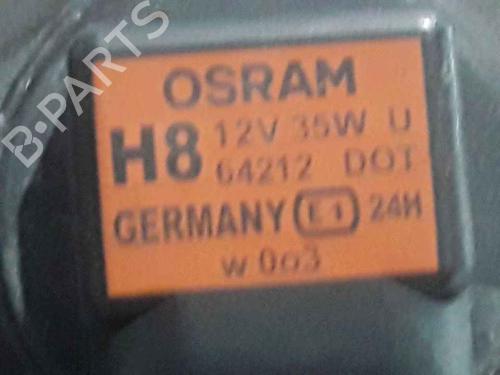 B-PARTS
OSRAM
H8 12V 35W U
64212 DOT
GERMANY E1 24H
w 0o3